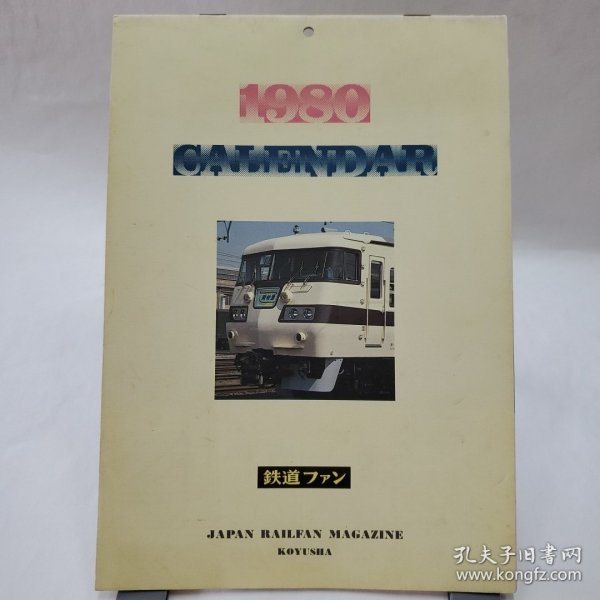 1980
CALENDAR
鉄道ファン
JAPAN RAILFAN MAGAZINE
KOYUSHA
孔夫子旧书网
www.kongfz.com